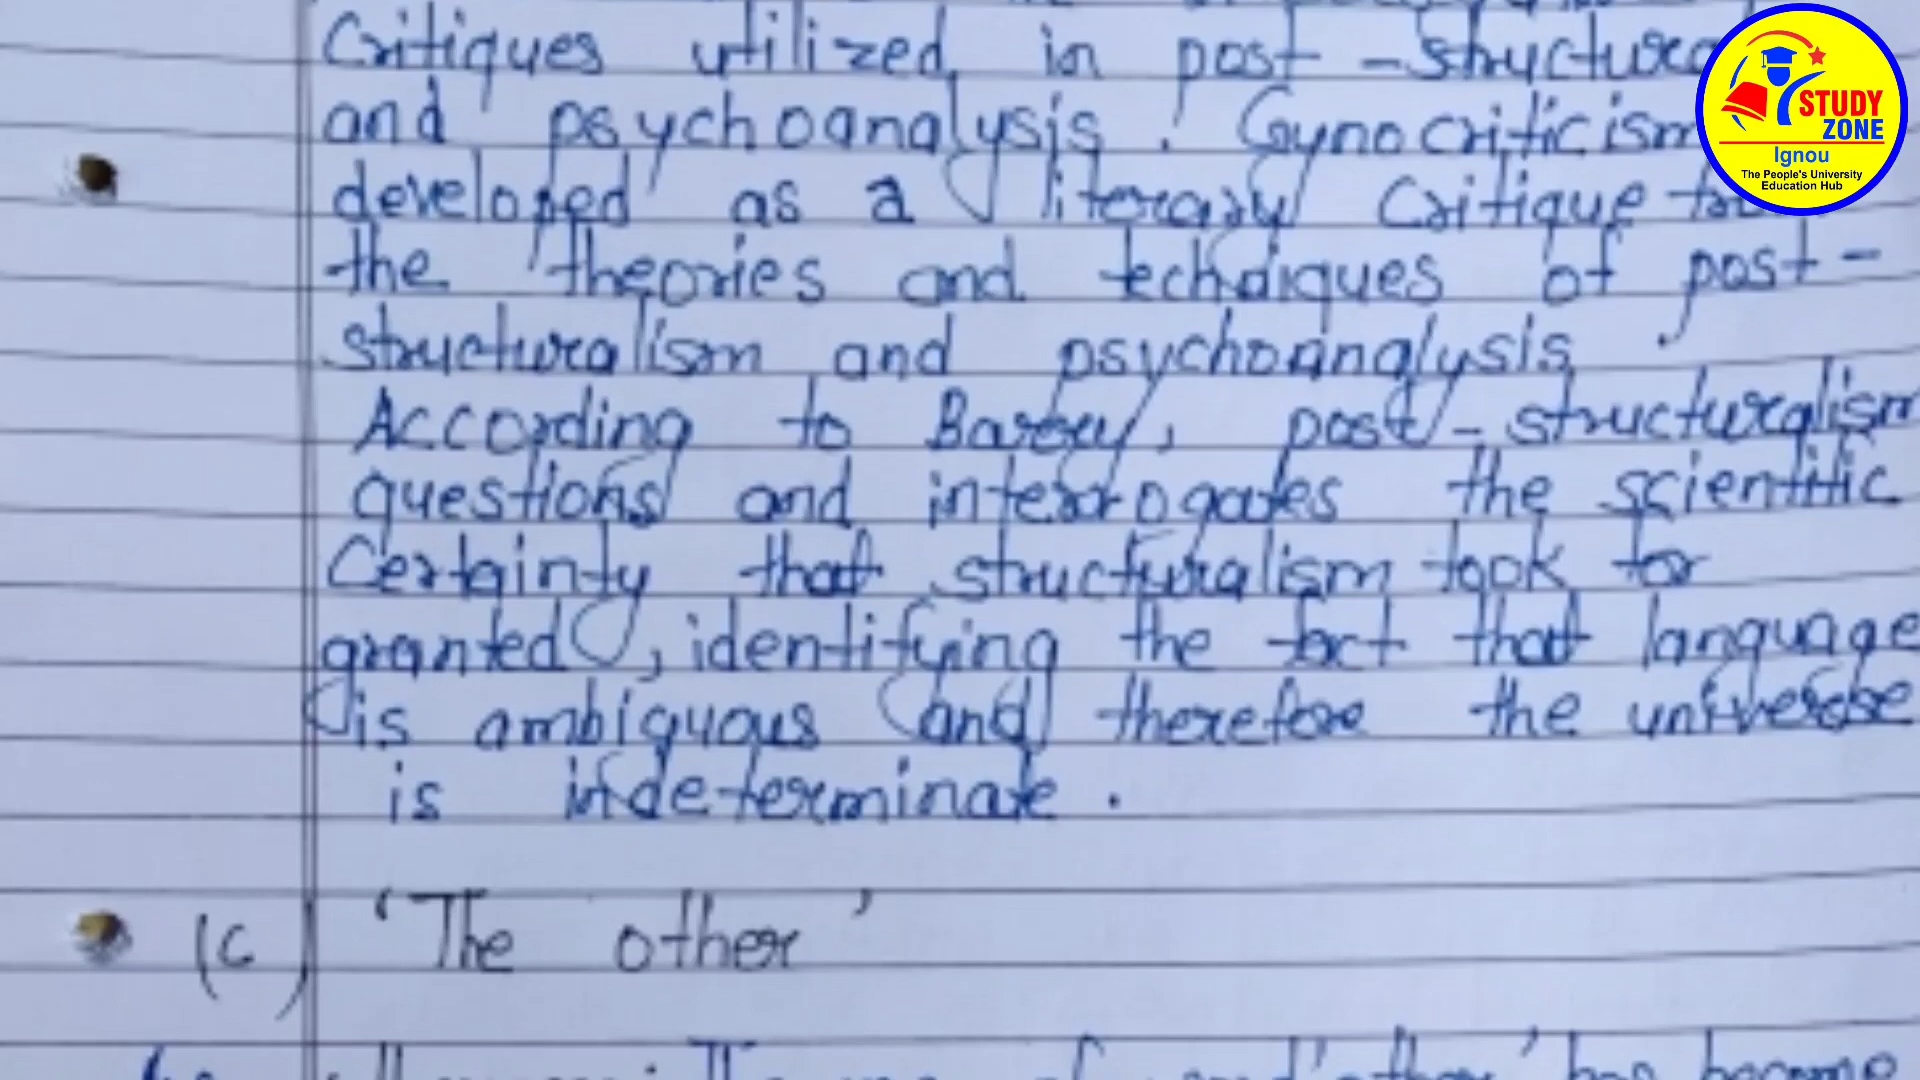 Critiques utilized in post-structura
and psychoanalysis. Gynocriticism
developed as a literary critique
the theories and techniques of post-
structuralism and psychoanalysis.
According to Barry, post-structuralism
questions and interrogates the scientific
Certainty that structuralism took for
granted, identifying the fact that language
is ambiguous and therefore the universe
is indeterminate.
(c) 'The other'
'other' has become
STUDY
ZONE
Ignou
The People's University
Education Hub